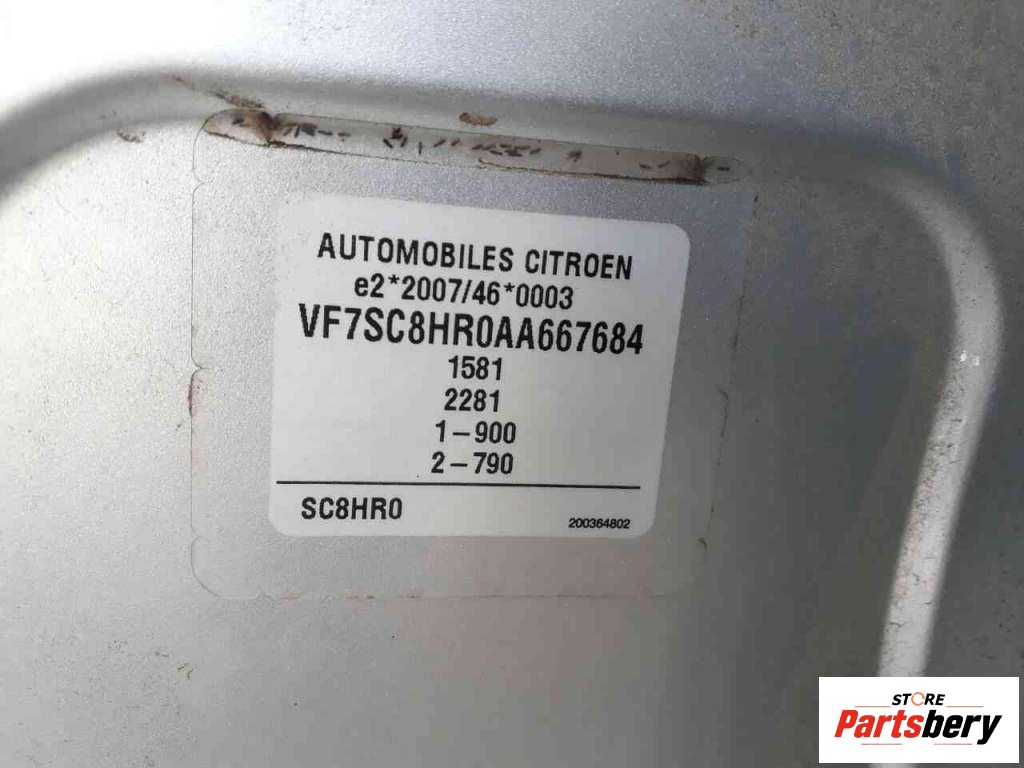 AUTOMOBILES CITROEN
e2*2007/46*0003
VF7SC8HR0AA667684
1581
2281
1-900
2-790
SC8HR0
200364802
STORE
Partsbery